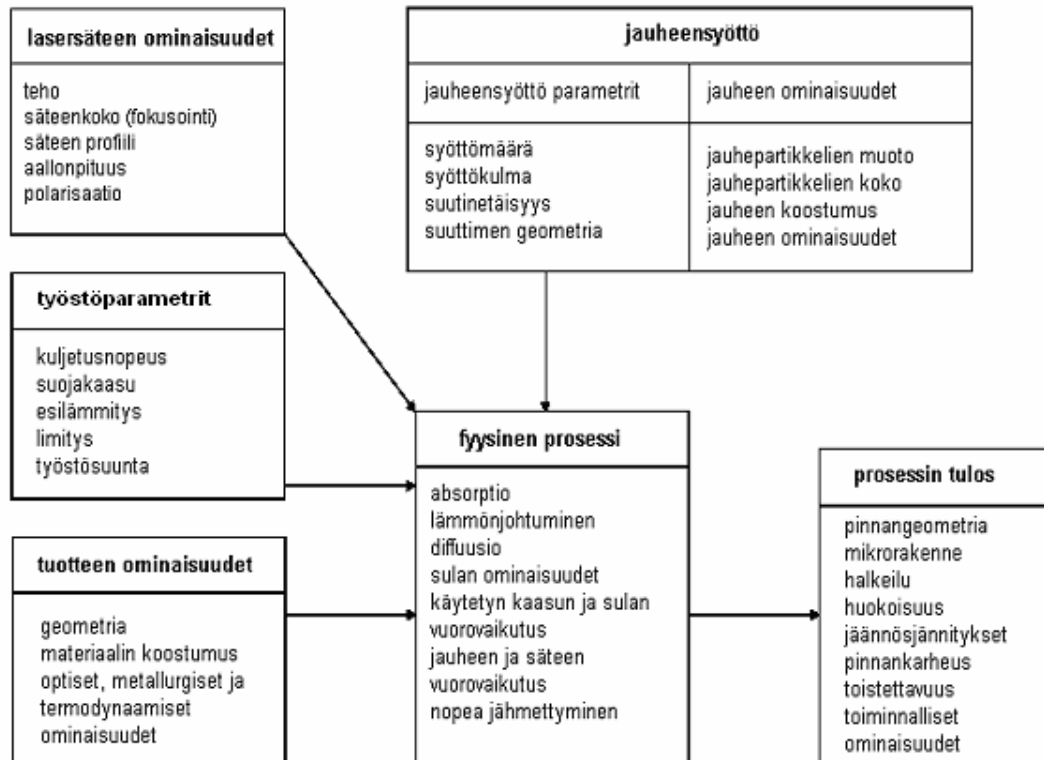 lasersäteen ominaisuudet
teho
säteenkoko (fokusointi)
säteen profiili
aallonpituus
polarisaatio
jauheensyöttö
jauheensyöttö parametrit
syöttömäärä
syöttökulma
suutinetäisyys
suuttimen geometria
jauheen ominaisuudet
jauhepartikkelien muoto
jauhepartikkelien koko
jauheen koostumus
jauheen ominaisuudet
työstöparametrit
kuljetusnopeus
suojakaasu
esilämmitys
limitys
työstösuunta
tuotteen ominaisuudet
geometria
materiaalin koostumus
optiset, metallurgiset ja
termodynaamiset
ominaisuudet
fyysinen prosessi
absorptio
lämmönjohtuminen
diffuusio
sulan ominaisuudet
käytetyn kaasun ja sulan
vuorovaikutus
jauheen ja säteen
vuorovaikutus
nopea jähmettyminen
prosessin tulos
pinnangeometria
mikrorakenne
halkeilu
huokoisuus
jäännösjännitykset
pinnankarheus
toistettavuus
toiminnalliset
ominaisuudet